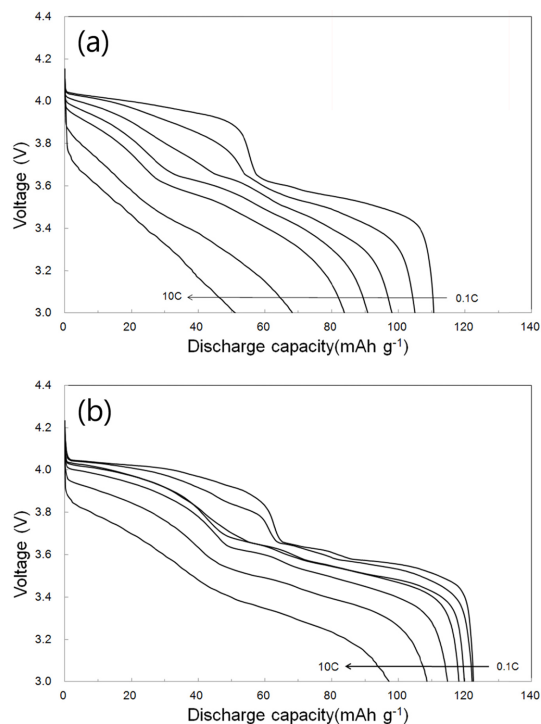 (a)
4.4
4.2
4.0
3.8
3.6
3.4
3.2
3.0
Voltage (V)
10C
0.1C
0 20 40 60 80 100 120 140
Discharge capacity(mAh g-1)
(b)
4.4
4.2
4.0
3.8
3.6
3.4
3.2
3.0
Voltage (V)
10C
0.1C
0 20 40 60 80 100 120 140
Discharge capacity(mAh g-1)